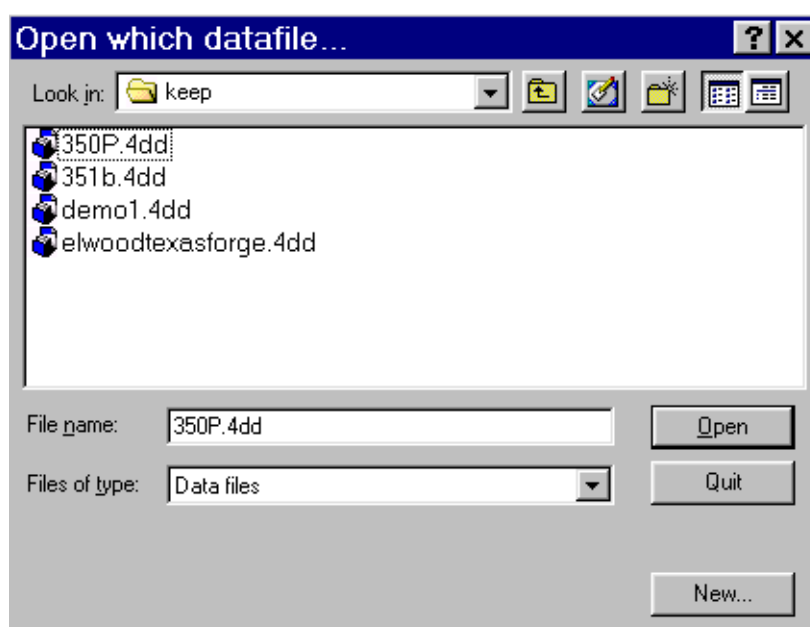 Open which datafile...
Look in: keep
350P.4dd
351b.4dd
demo1.4dd
elwoodtexasforge.4dd
File name: 350P.4dd Open
Files of type: Data files Quit
New...